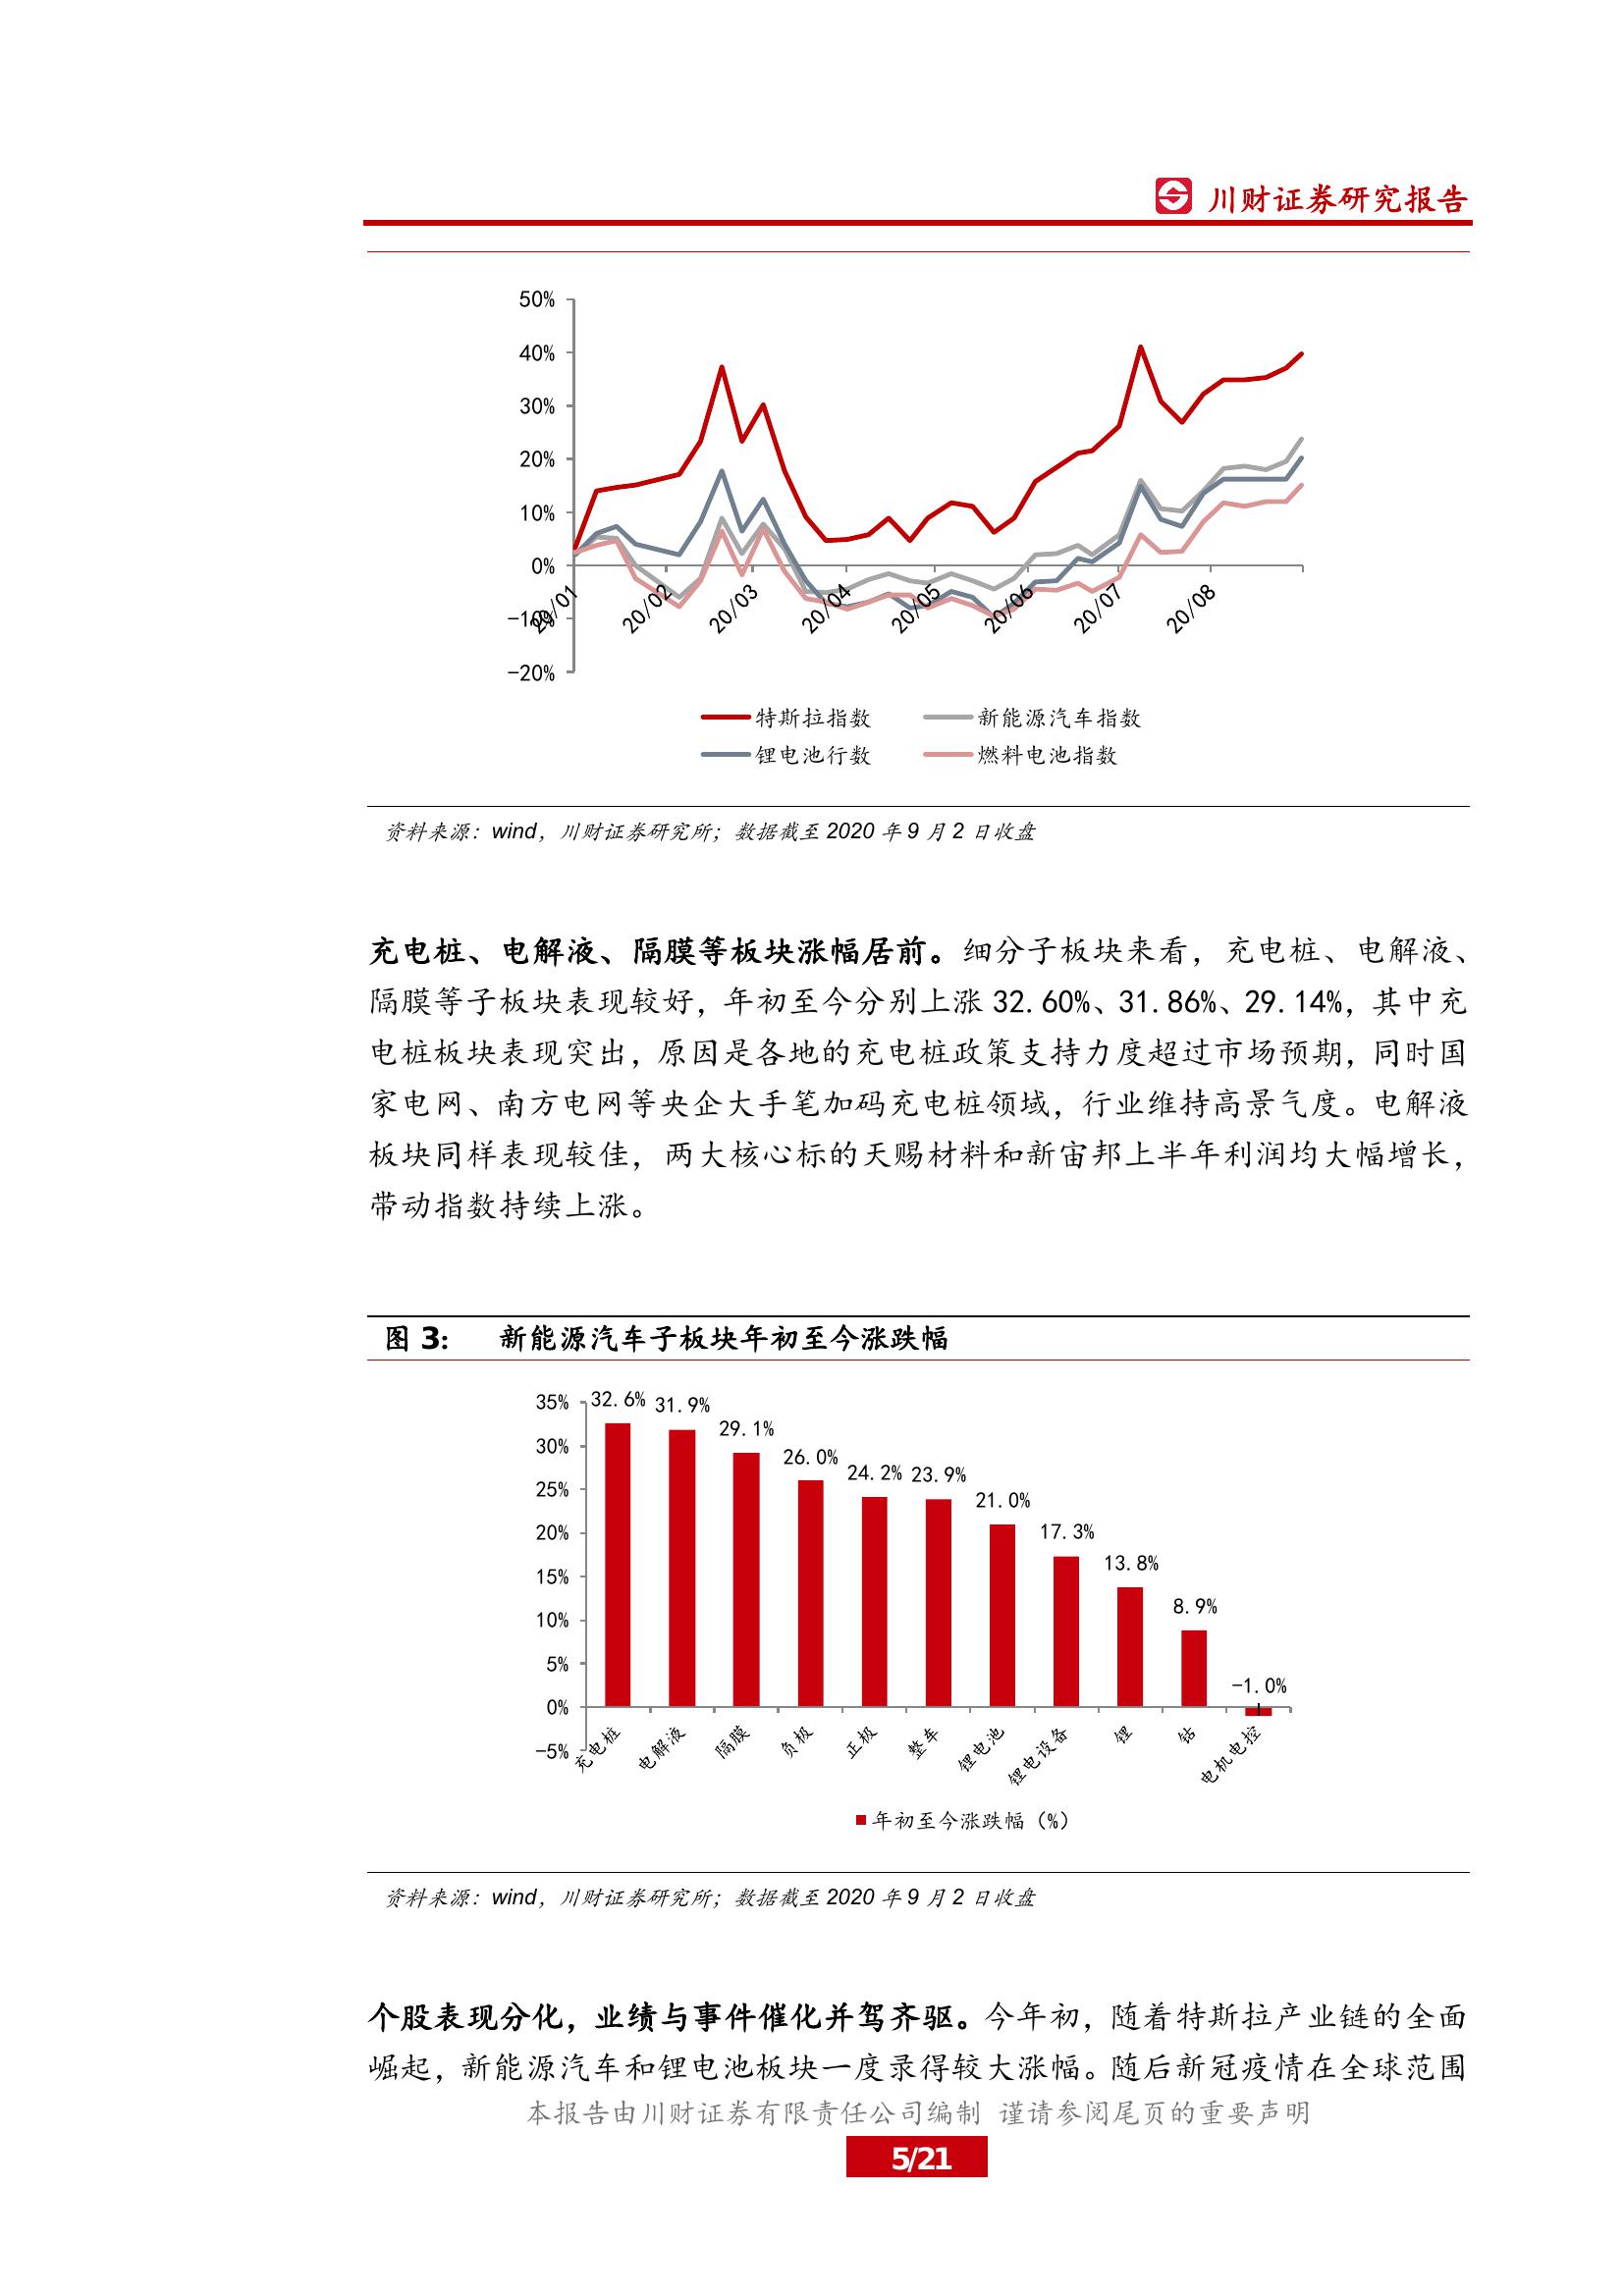 川财证券研究报告
50%
40%
30%
20%
10%
0%
-10%
-20%
20/01
20/02
20/03
20/04
20/05
20/06
20/07
20/08
特斯拉指数
新能源汽车指数
锂电池行数
燃料电池指数
资料来源：wind，川财证券研究所；数据截至 2020 年 9 月 2 日收盘
充电桩、电解液、隔膜等板块涨幅居前。细分子板块来看，充电桩、电解液、
隔膜等子板块表现较好，年初至今分别上涨 32.60%、31.86%、29.14%，其中充
电桩板块表现突出，原因是各地的充电桩政策支持力度超过市场预期，同时国
家电网、南方电网等央企大手笔加码充电桩领域，行业维持高景气度。电解液
板块同样表现较佳，两大核心标的天赐材料和新宙邦上半年利润均大幅增长，
带动指数持续上涨。
图 3： 新能源汽车子板块年初至今涨跌幅
35%
30%
25%
20%
15%
10%
5%
0%
-5%
32.6%
31.9%
29.1%
26.0%
24.2%
23.9%
21.0%
17.3%
13.8%
8.9%
-1.0%
充电桩
电解液
隔膜
负极
正极
整车
锂电池
锂电设备
锂
钴
电机电控
年初至今涨跌幅（%）
资料来源：wind，川财证券研究所；数据截至 2020 年 9 月 2 日收盘
个股表现分化，业绩与事件催化并驾齐驱。今年初，随着特斯拉产业链的全面
崛起，新能源汽车和锂电池板块一度录得较大涨幅。随后新冠疫情在全球范围
本报告由川财证券有限责任公司编制 谨请参阅尾页的重要声明
5/21